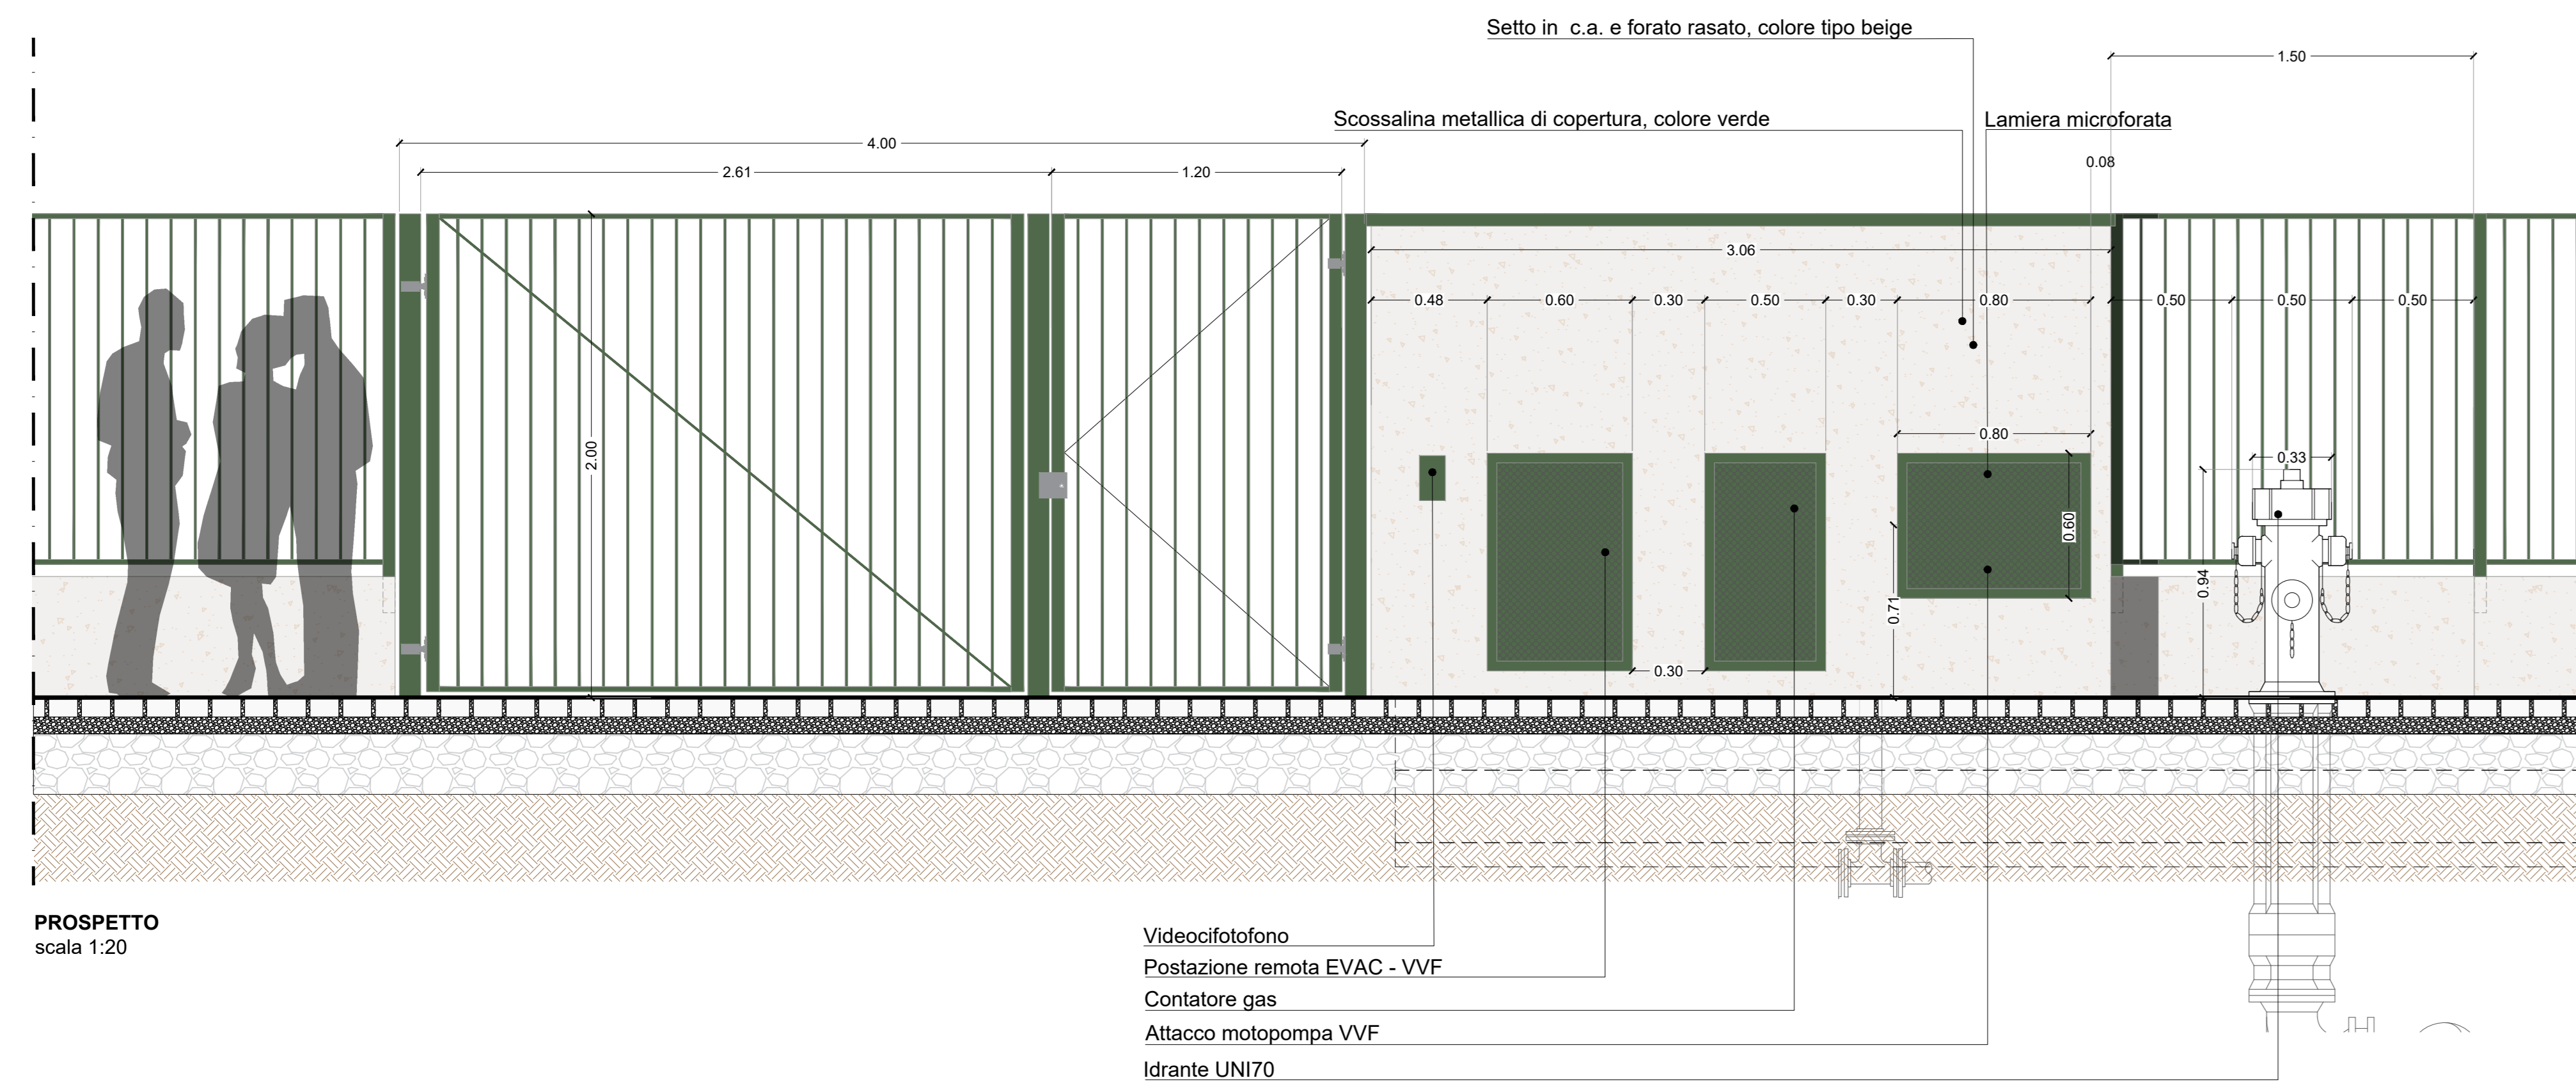 Setto in c.a. e forato rasato, colore tipo beige
1.50
Scossalina metallica di copertura, colore verde
Lamiera microforata
4.00
0.08
2.61
1.20
3.06
0.48
0.60
0.30
0.50
0.30
0.80
0.50
0.50
0.50
2.00
0.80
0.33
0.60
0.94
0.71
0.30
PROSPETTO
scala 1:20
Videocifotofono
Postazione remota EVAC - VVF
Contatore gas
Attacco motopompa VVF
Idrante UNI70